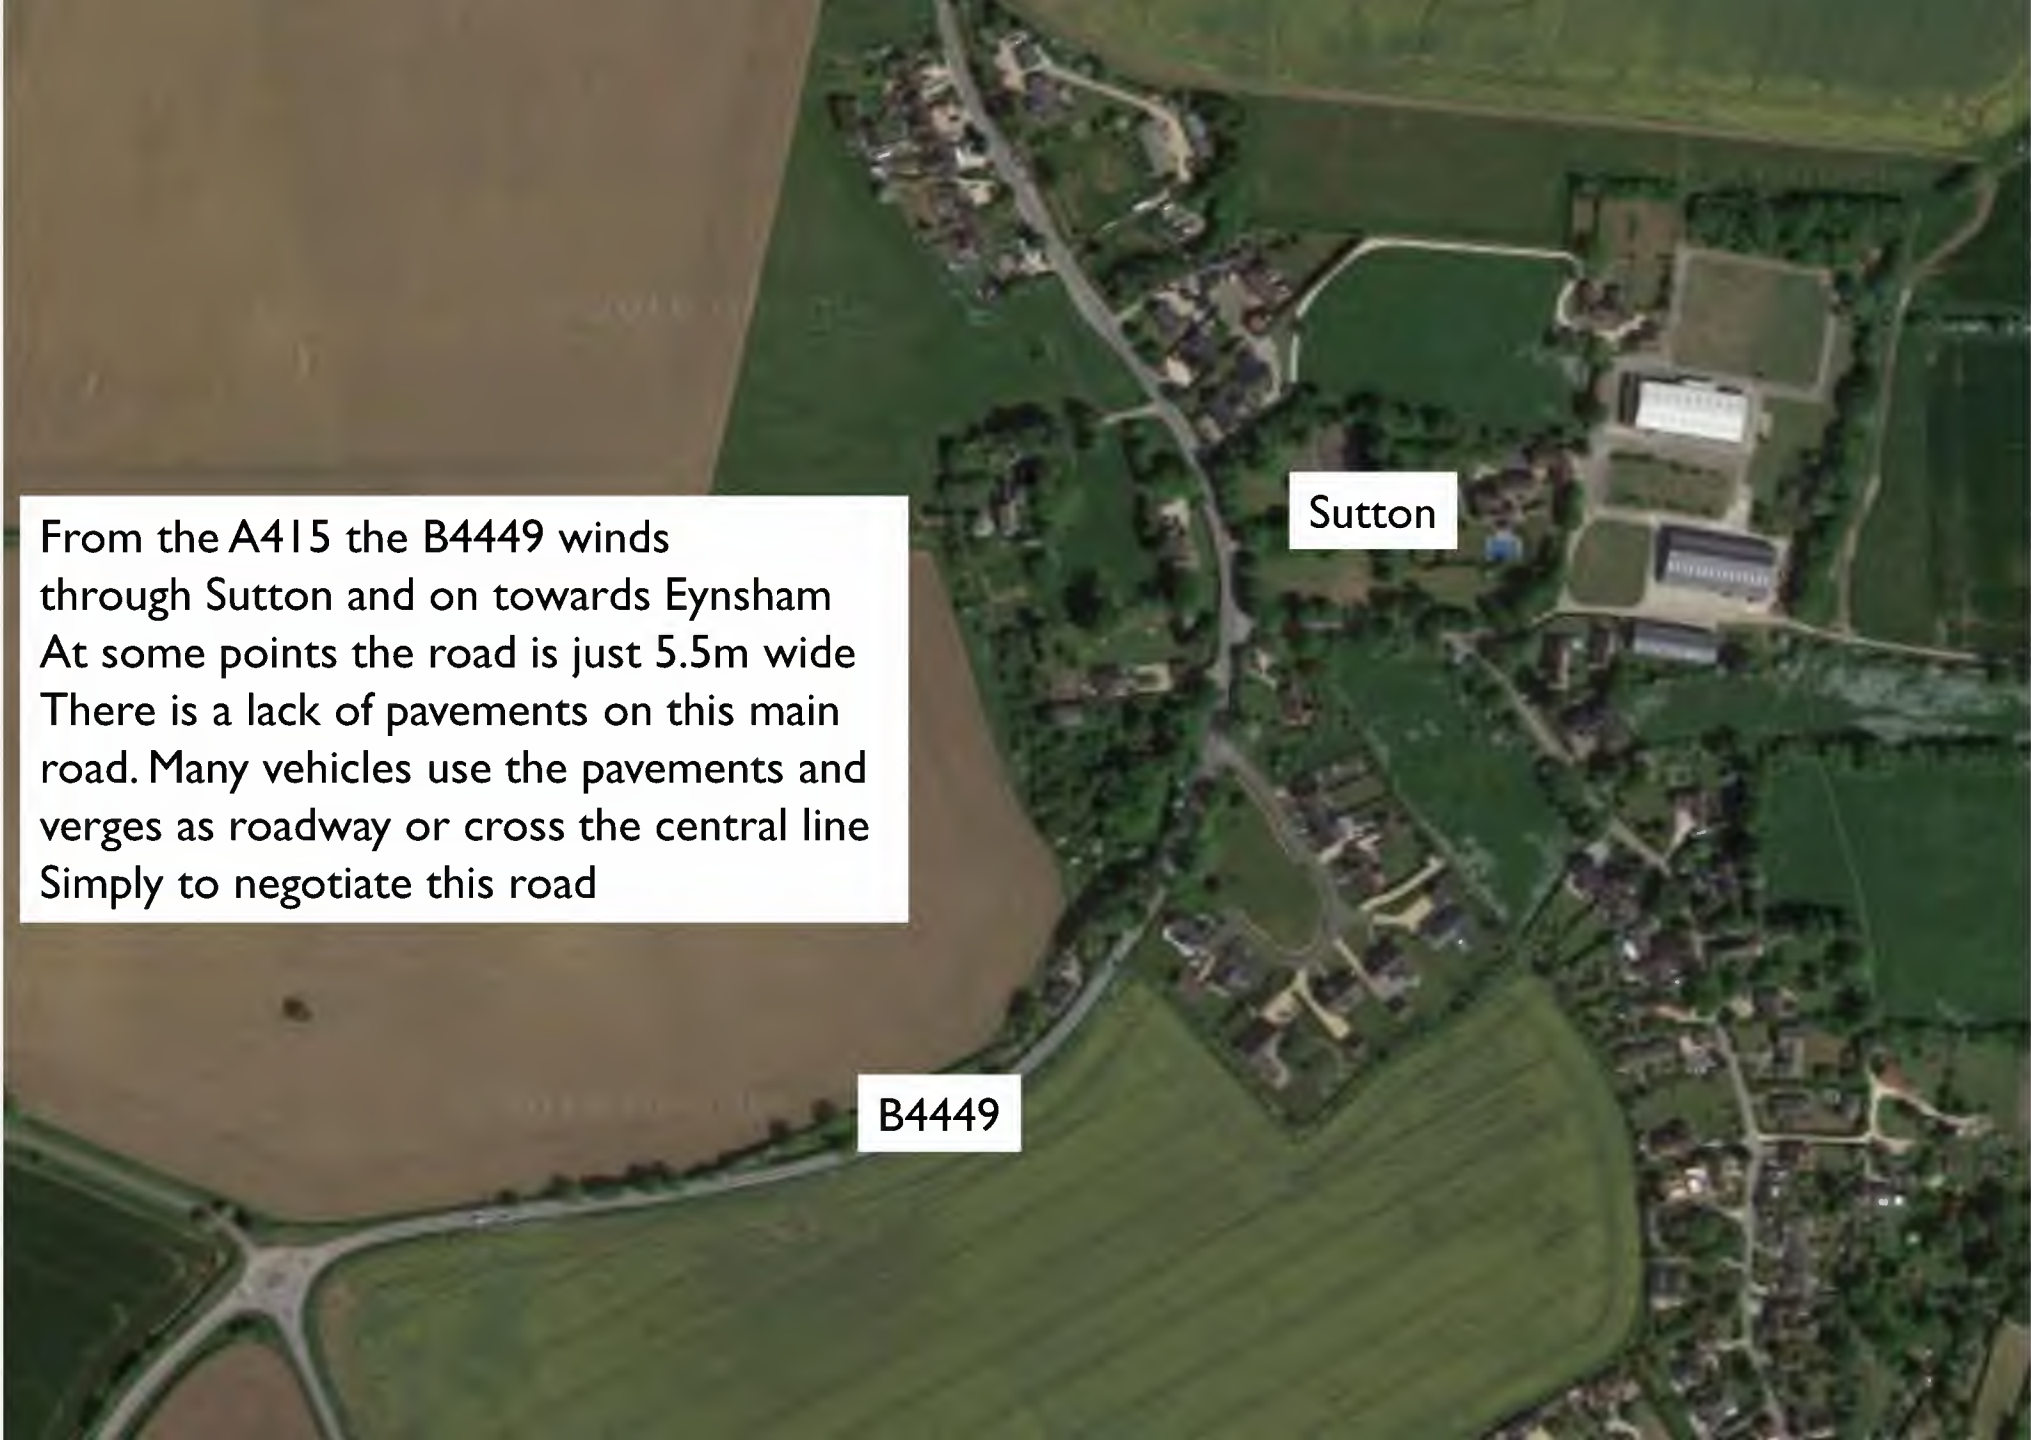 From the A415 the B4449 winds
through Sutton and on towards Eynsham
At some points the road is just 5.5m wide
There is a lack of pavements on this main
road. Many vehicles use the pavements and
verges as roadway or cross the central line
Simply to negotiate this road
Sutton
B4449